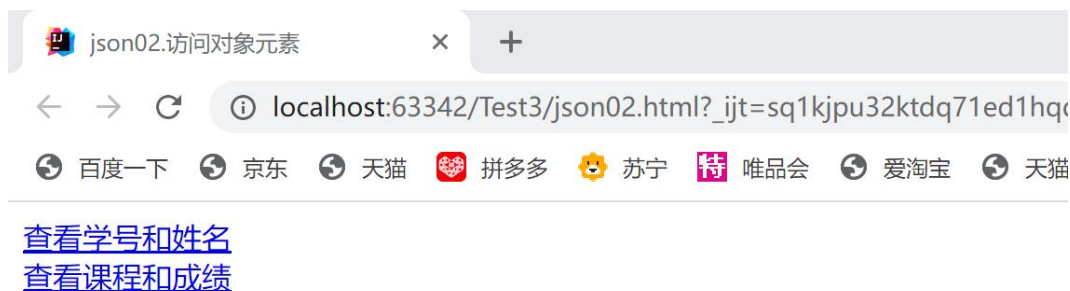 json02.访问对象元素
localhost:63342/Test3/json02.html?_ijt=sq1kjpu32ktdq71ed1hq
百度一下 京东 天猫 拼多多 苏宁 特 唯品会 爱淘宝 天猫
查看学号和姓名
查看课程和成绩